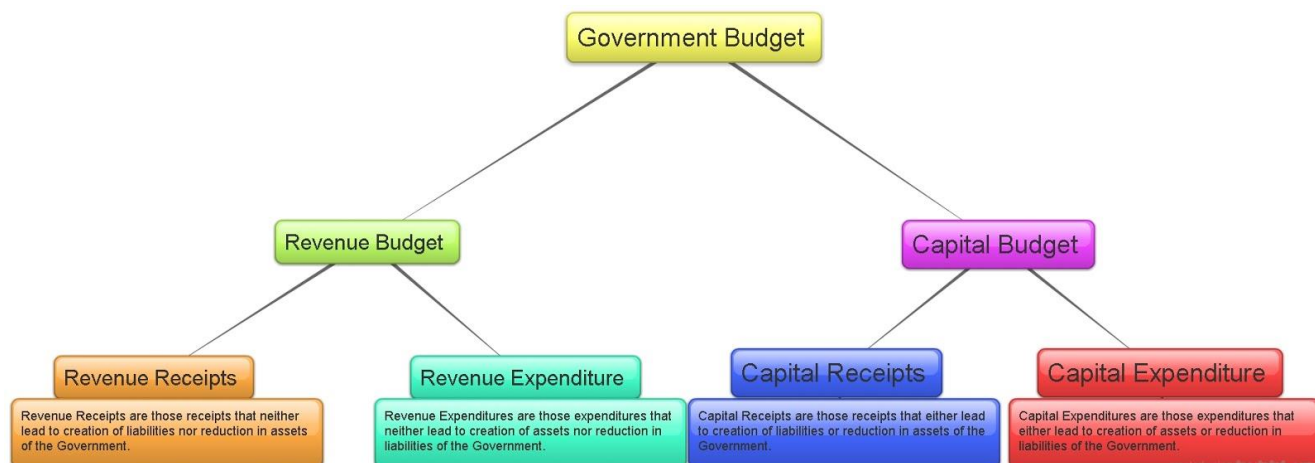 Government Budget
Revenue Budget
Capital Budget
Revenue Receipts
Revenue Expenditure
Capital Receipts
Capital Expenditure
Revenue Receipts are those receipts that neither
lead to creation of liabilities nor reduction in assets
of the Government.
Revenue Expenditures are those expenditures that
neither lead to creation of assets nor reduction in
liabilities of the Government.
Capital Receipts are those receipts that either lead
to creation of liabilities or reduction in assets of the
Government.
Capital Expenditures are those expenditures that
either lead to creation of assets or reduction in
liabilities of the Government.